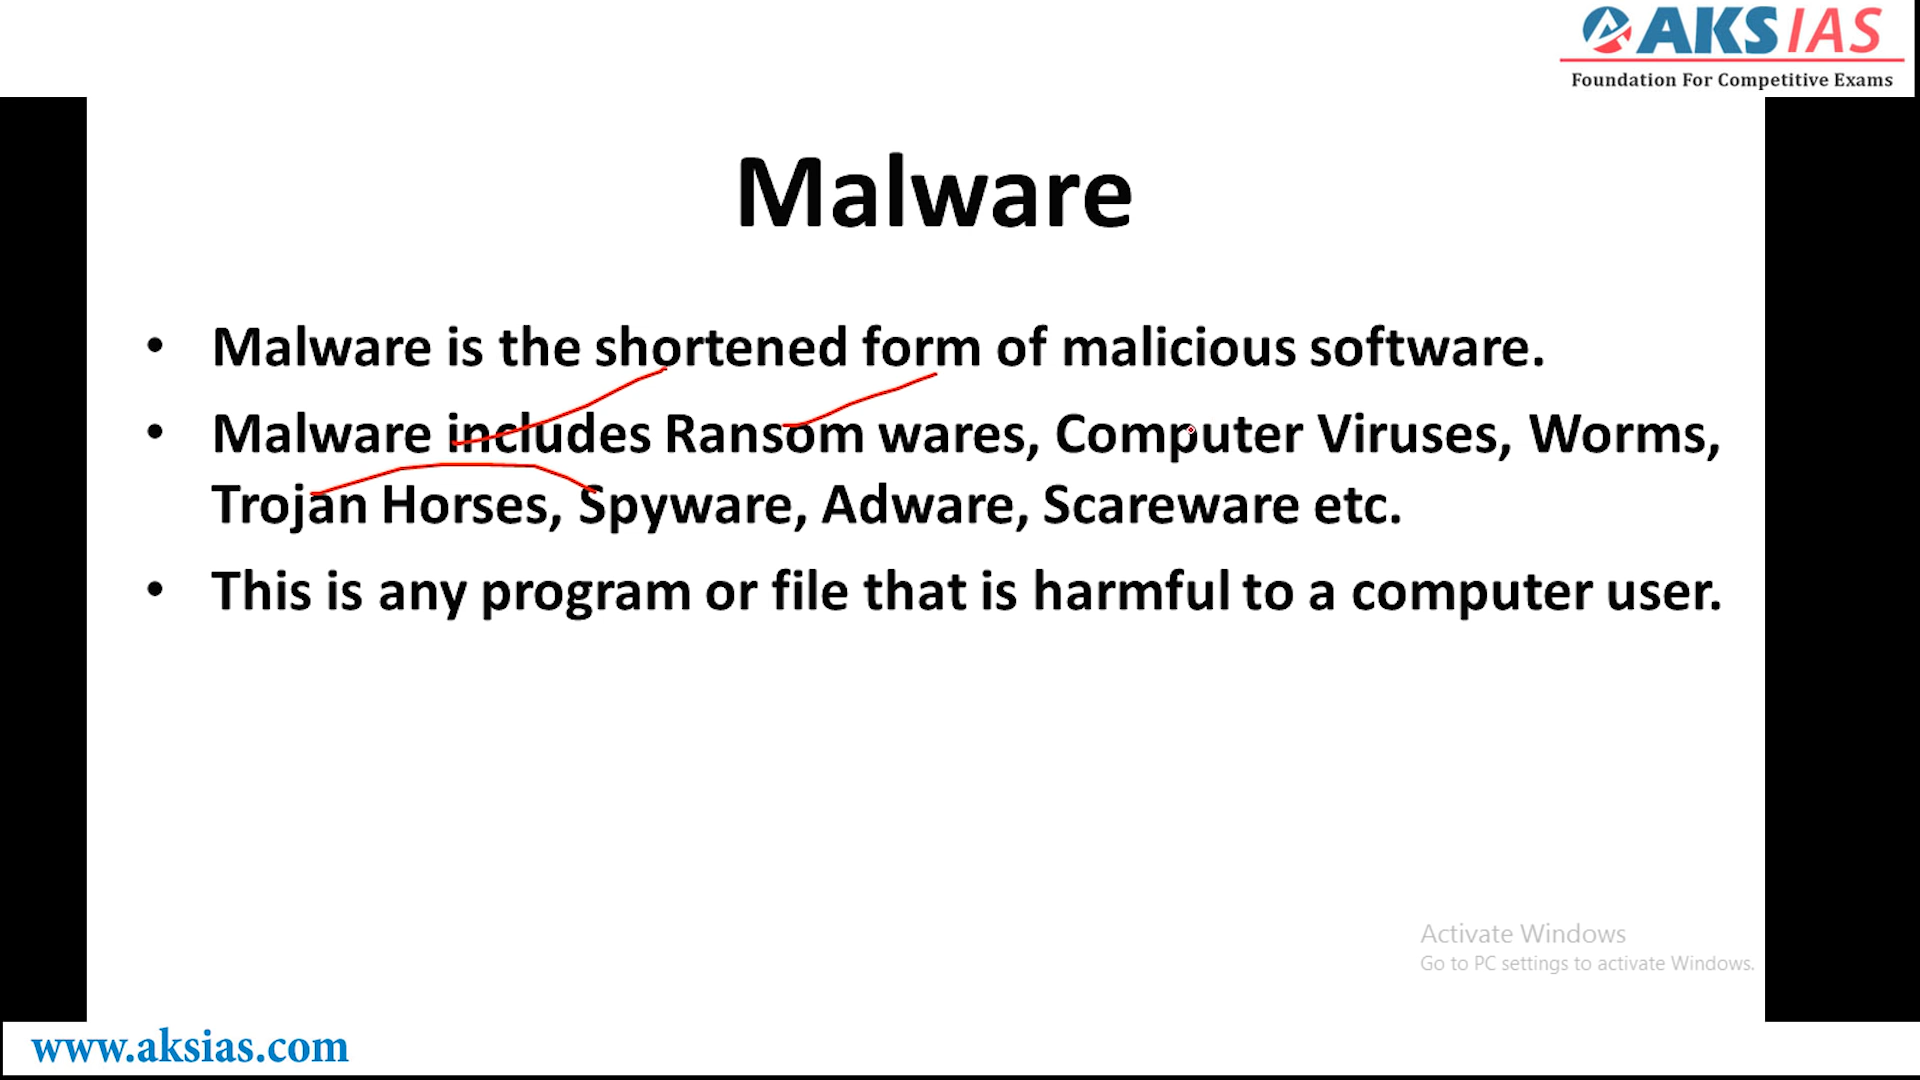 AKS IAS
Foundation For Competitive Exams
Malware
• Malware is the shortened form of malicious software.
• Malware includes Ransom wares, Computer Viruses, Worms,
Trojan Horses, Spyware, Adware, Scareware etc.
• This is any program or file that is harmful to a computer user.
Activate Windows
Go to PC settings to activate Windows.
www.aksias.com